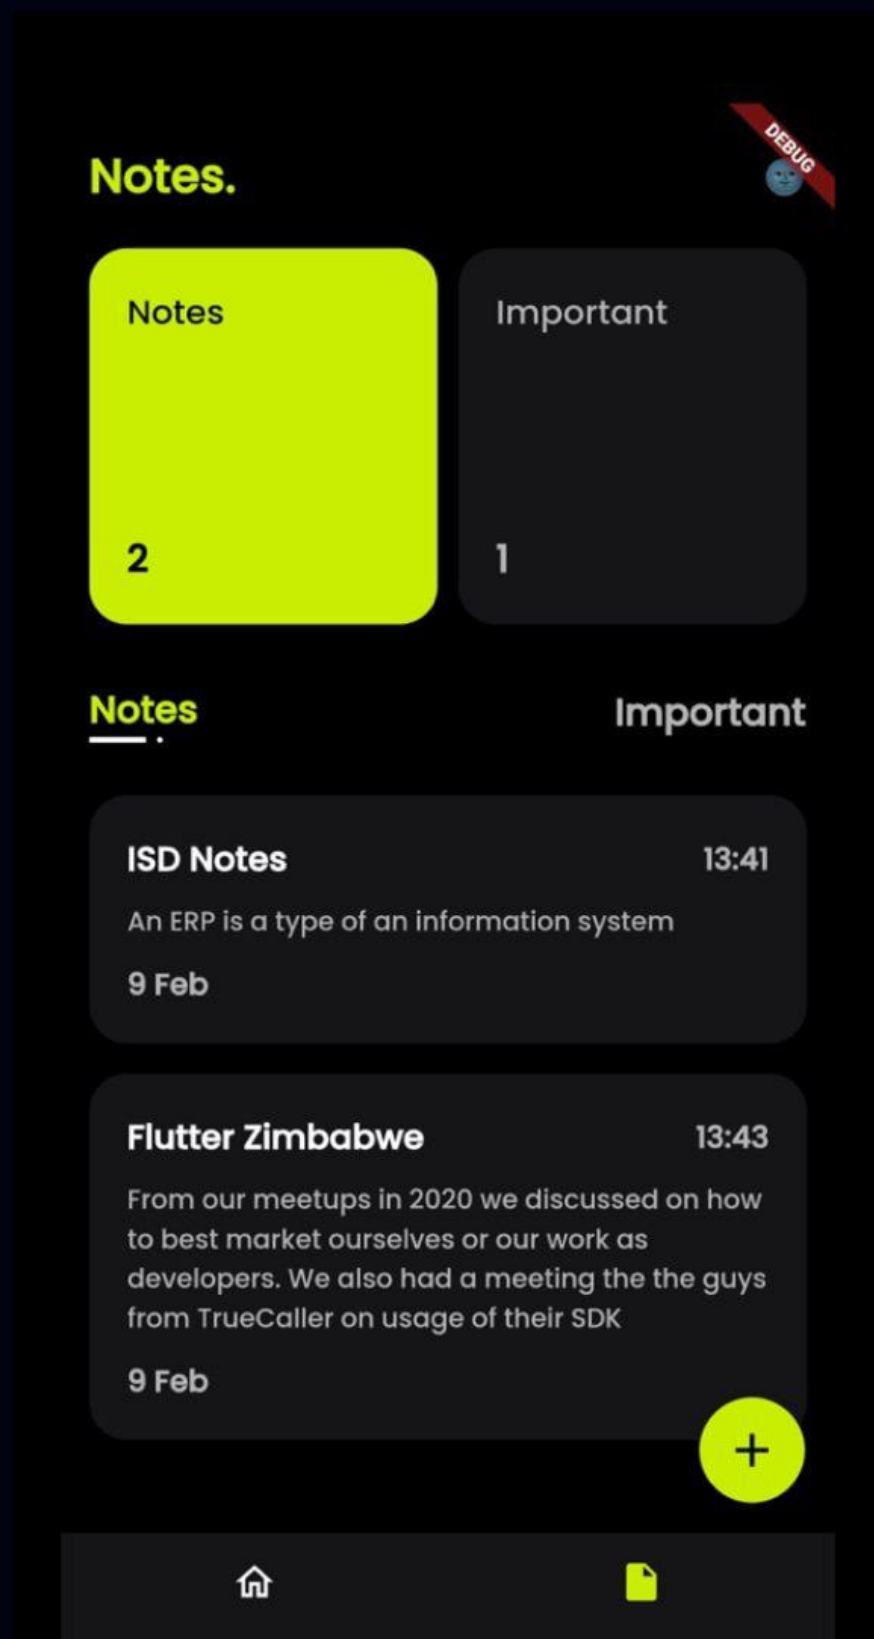 DEBUG
Notes.
Notes
Important
2
1
Notes
Important
ISD Notes
13:41
An ERP is a type of an information system
9 Feb
Flutter Zimbabwe
13:43
From our meetups in 2020 we discussed on how
to best market ourselves or our work as
developers. We also had a meeting the the guys
from TrueCaller on usage of their SDK
9 Feb
+